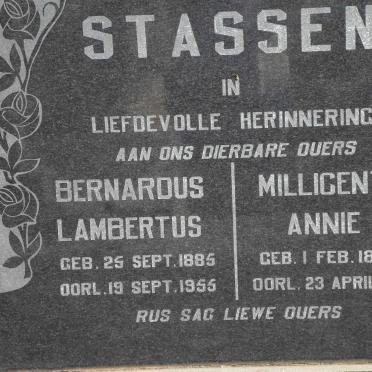 STASSEN
IN
LIEFDEVOLLE HERINNERING
AAN ONS DIERBARE OUERS
BERNARDUS
LAMBERTUS
GEB. 25 SEPT. 1885
OORL. 19 SEPT. 1955
MILLICENT
ANNIE
GEB. 1 FEB. 18
OORL. 23 APRIL
RUS SAG LIEWE OUERS